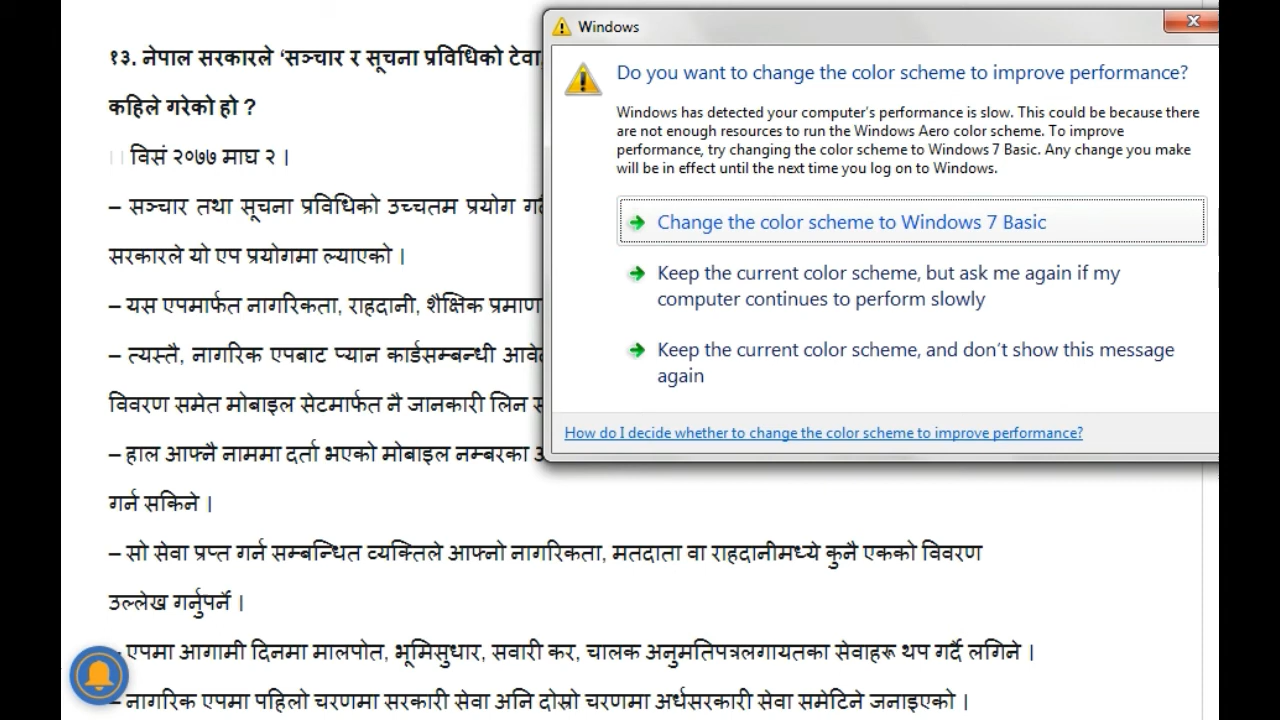 १३. नेपाल सरकारले ‘सञ्चार र सूचना प्रविधिको टेवा
कहिले गरेको हो ?
विसं २०७७ माघ २ |
– सञ्चार तथा सूचना प्रविधिको उच्चतम प्रयोग
सरकारले यो एप प्रयोगमा ल्याएको |
– यस एपमार्फत नागरिकता, राहदानी, शैक्षिक
– त्यस्तै, नागरिक एपबाट प्यान कार्डसम्बन्धी
विवरण समेत मोबाइल सेटमार्फत नै जानकारी लिन
– हाल आफ्नै नाममा दर्ता भएको मोबाइल नम्बरका
गर्न सकिने |
– सो सेवा प्रप्त गर्न सम्बन्धित व्यक्तिले आफ्नो नागरिकता, मतदाता वा राहदानीमध्ये कुनै एकको विवरण
उल्लेख गर्नुपर्ने |
– एपमा आगामी दिनमा मालपोत, भूमिसुधार, सवारी कर, चालक अनुमतिपत्रलगायतका सेवाहरू थप गर्दै लगिने |
– नागरिक एपमा पहिलो चरणमा सरकारी सेवा अनि दोस्रो चरणमा अर्धसरकारी सेवा समेटिने जनाइएको |
Windows
Do you want to change the color scheme to improve performance?
Windows has detected your computer's performance is slow. This could be because there
are not enough resources to run the Windows Aero color scheme. To improve
performance, try changing the color scheme to Windows 7 Basic. Any change you make
will be in effect until the next time you log on to Windows.
Change the color scheme to Windows 7 Basic
Keep the current color scheme, but ask me again if my
computer continues to perform slowly
Keep the current color scheme, and don't show this message
again
How do I decide whether to change the color scheme to improve performance?